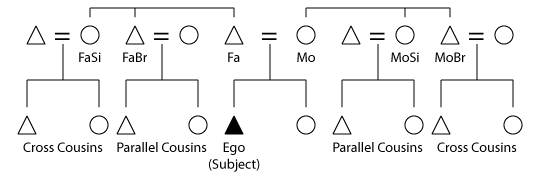 FaSi FaBr Fa Mo MoSi MoBr
Cross Cousins Parallel Cousins Ego Parallel Cousins Cross Cousins
(Subject)